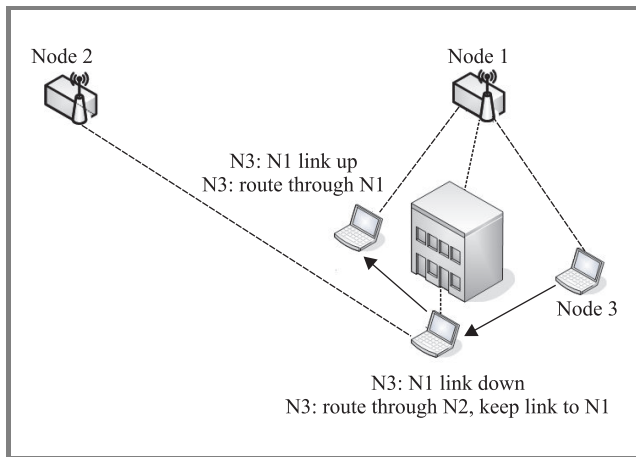 Node 2
Node 1
N3: N1 link up
N3: route through N1
Node 3
N3: N1 link down
N3: route through N2, keep link to N1